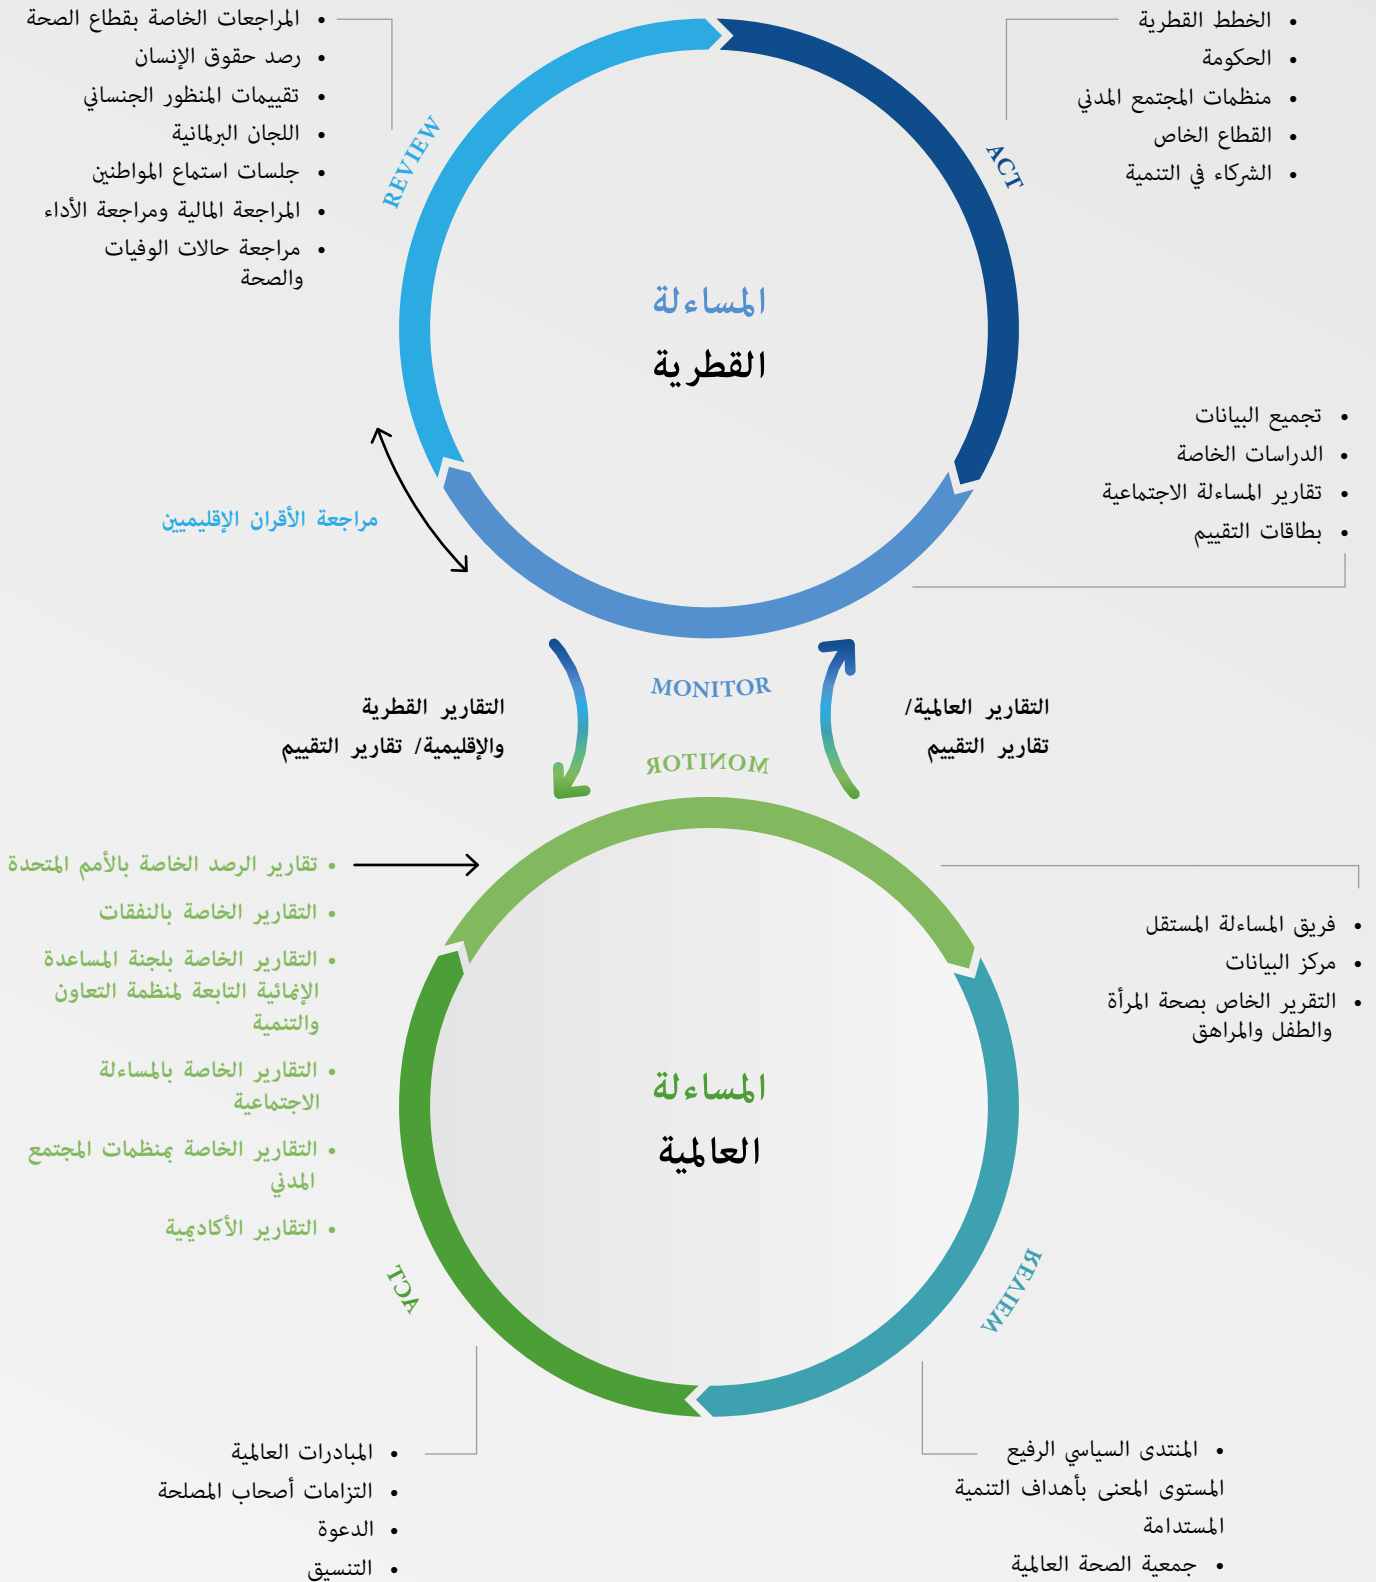 الخطط القطرية
الحكومة
منظمات المجتمع المدني
القطاع الخاص
الشركاء في التنمية
ACT
المراجعات الخاصة بقطاع الصحة
رصد حقوق الإنسان
تقييمات المنظور الجنساني
اللجان البرلمانية
جلسات استماع المواطنين
المراجعة المالية ومراجعة الأداء
مراجعة حالات الوفيات
والصحة
REVIEW
المساءلة
القطرية
تجميع البيانات
الدراسات الخاصة
تقارير المساءلة الاجتماعية
بطاقات التقييم
مراجعة الأقران الإقليميين
MONITOR
التقارير العالمية/
تقارير التقييم
التقارير القطرية
والإقليمية/ تقارير التقييم
MONITOR
تقارير الرصد الخاصة بالأمم المتحدة
التقارير الخاصة بالنفقات
التقارير الخاصة بلجنة المساعدة
الإنمائية التابعة لمنظمة التعاون
والتنمية
التقارير الخاصة بالمساءلة
الاجتماعية
التقارير الخاصة بمنظمات المجتمع
المدني
التقارير الأكاديمية
فريق المساءلة المستقل
مركز البيانات
التقرير الخاص بصحة المرأة
والطفل والمراهق
المساءلة
العالمية
REVIEW
ACT
المنتدى السياسي الرفيع
المستوى المعنى بأهداف التنمية
المستدامة
جمعية الصحة العالمية
المبادرات العالمية
التزامات أصحاب المصلحة
الدعوة
التنسيق